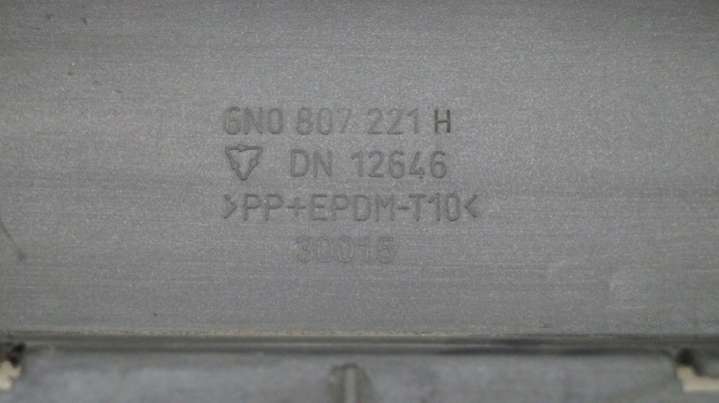 6N0 807 221 H
DN 12646
>PP+EPDM-T10<
30015